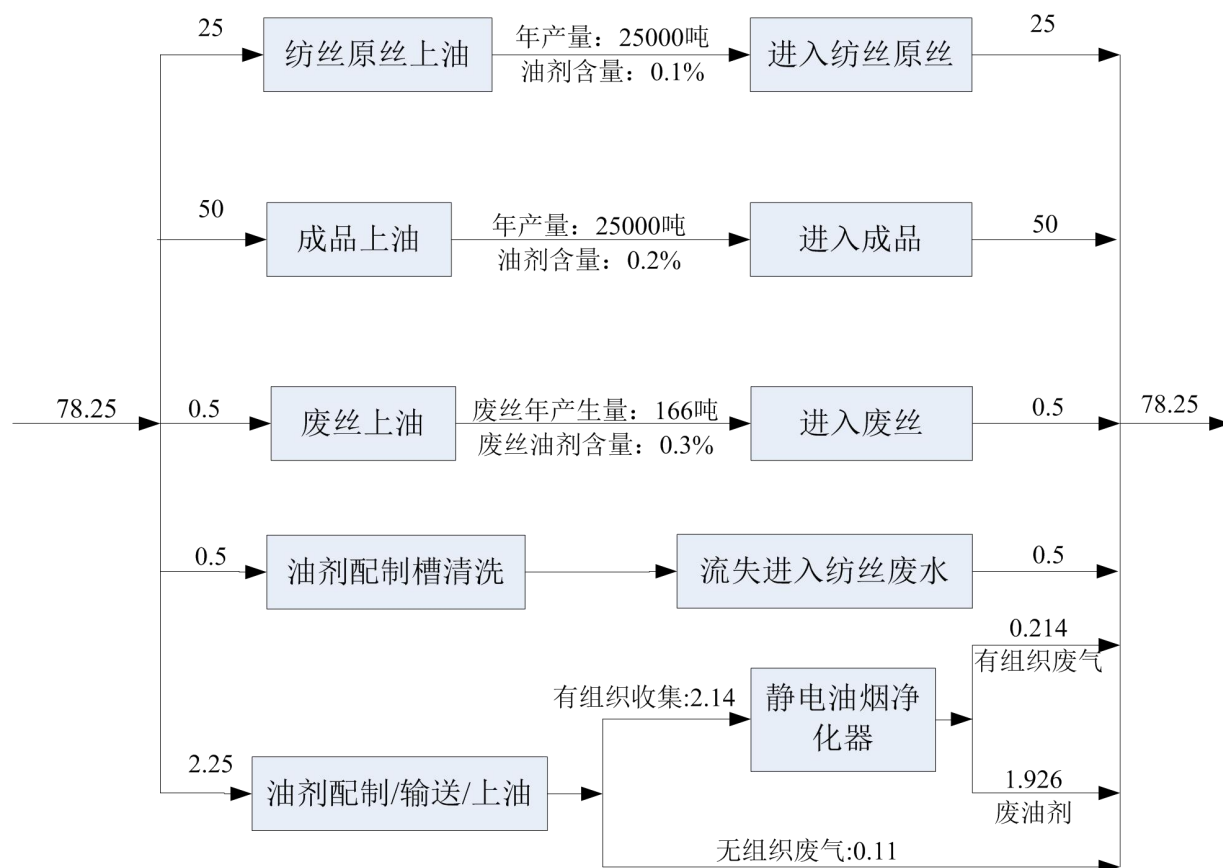 25
纺丝原丝上油
年产量：25000吨
油剂含量：0.1%
进入纺丝原丝
25
50
成品上油
年产量：25000吨
油剂含量：0.2%
进入成品
50
78.25
0.5
废丝上油
废丝年产生量：166吨
废丝油剂含量：0.3%
进入废丝
0.5
78.25
0.5
油剂配制槽清洗
流失进入纺丝废水
0.5
2.25
油剂配制/输送/上油
有组织收集:2.14
静电油烟净
化器
0.214
有组织废气
1.926
废油剂
无组织废气:0.11